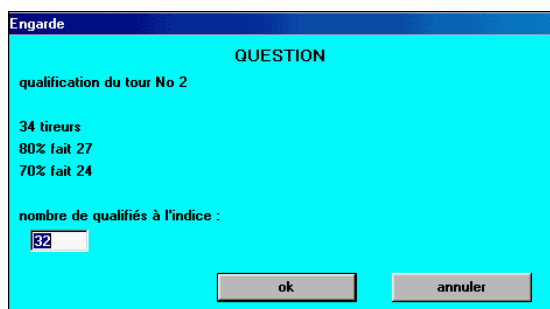 Engarde
QUESTION
qualification du tour No 2
34 tireurs
80% fait 27
70% fait 24
nombre de qualifiés à l'indice :
32
ok annuler